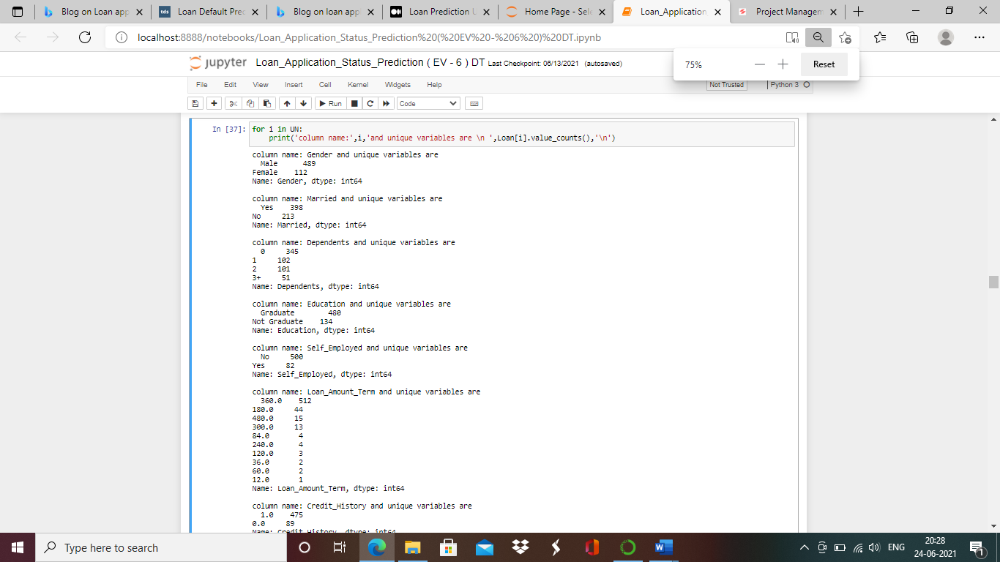 Blog on Loan app
tds Loan Default Pred
Blog on loan app
Loan Prediction U
Home Page - Sele
Loan_Application
Project Managem
localhost:8888/notebooks/Loan_Application_Status_Prediction%20(%20EV%20-%206%20)%20DT.ipynb
75% Reset
jupyter Loan_Application_Status_Prediction ( EV - 6 ) DT Last Checkpoint: 06/13/2021 (autosaved)
File Edit View Insert Cell Kernel Widgets Help Not Trusted Python 3
Run Code
In [37]: for i in UN:
print('column name:',i,'and unique variables are \n ',Loan[i].value_counts(),'\n')
column name: Gender and unique variables are
Male 489
Female 112
Name: Gender, dtype: int64
column name: Married and unique variables are
Yes 398
No 213
Name: Married, dtype: int64
column name: Dependents and unique variables are
0 345
1 102
2 101
3+ 51
Name: Dependents, dtype: int64
column name: Education and unique variables are
Graduate 480
Not Graduate 134
Name: Education, dtype: int64
column name: Self_Employed and unique variables are
No 500
Yes 82
Name: Self_Employed, dtype: int64
column name: Loan_Amount_Term and unique variables are
360.0 512
180.0 44
480.0 15
300.0 13
84.0 4
240.0 4
120.0 3
36.0 2
60.0 2
12.0 1
Name: Loan_Amount_Term, dtype: int64
column name: Credit_History and unique variables are
1.0 475
0.0 89
Name: Credit_History, dtype: int64
Type here to search
ENG
20:28
24-06-2021
1